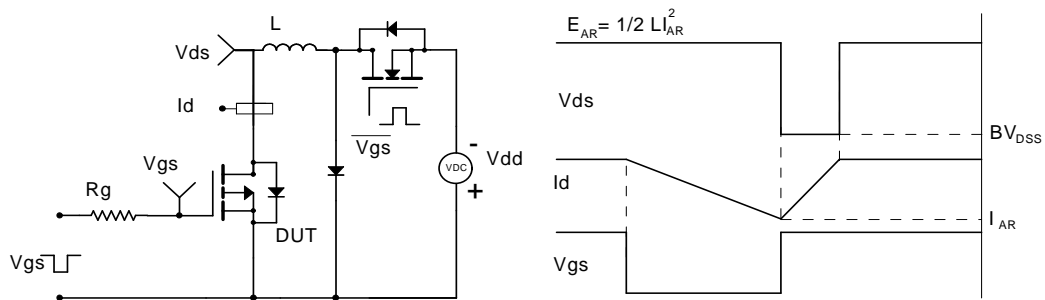 L
Vds
Id
Vgs
Vgs
Rg
DUT
Vgs
VDC
-
+
Vdd
E_AR = 1/2 LI_AR^2
Vds
BV_DSS
Id
I_AR
Vgs